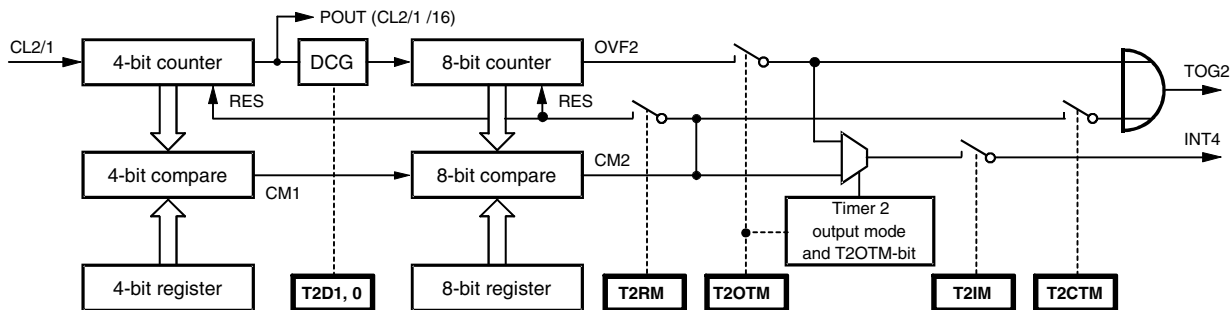 POUT (CL2/1 /16)
CL2/1
4-bit counter
DCG
8-bit counter
OVF2
TOG2
RES
RES
4-bit compare
CM1
8-bit compare
CM2
INT4
Timer 2
output mode
and T2OTM-bit
4-bit register
T2D1, 0
8-bit register
T2RM
T2OTM
T2IM
T2CTM